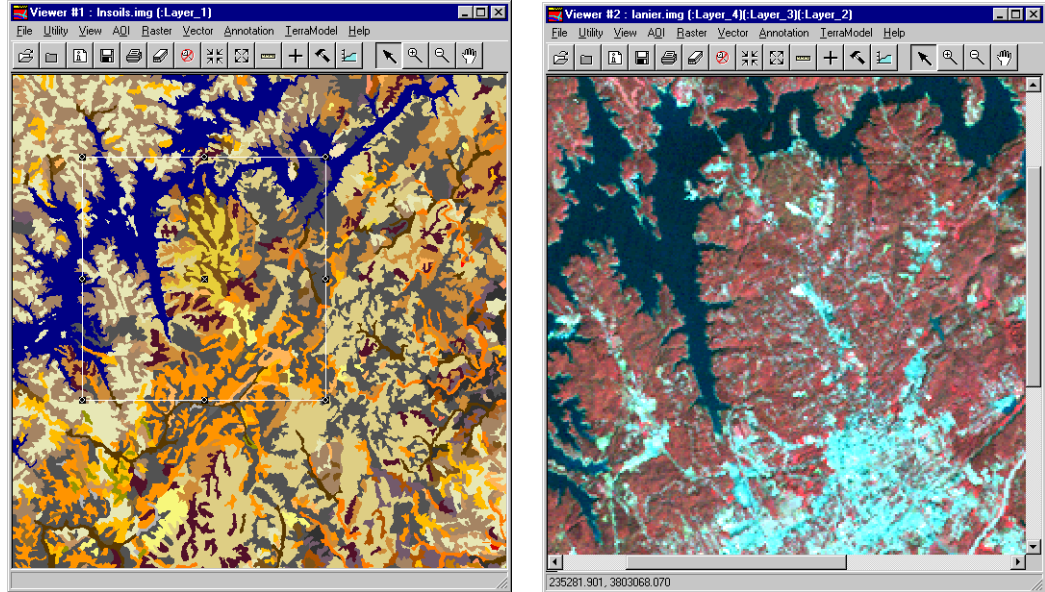 Viewer #1 : lnsoils.img (:Layer_1)
File Utility View AOI Raster Vector Annotation TerraModel Help
Viewer #2 : lanier.img (:Layer_4)(:Layer_3)(:Layer_2)
File Utility View AOI Raster Vector Annotation TerraModel Help
235281.901, 3803068.070